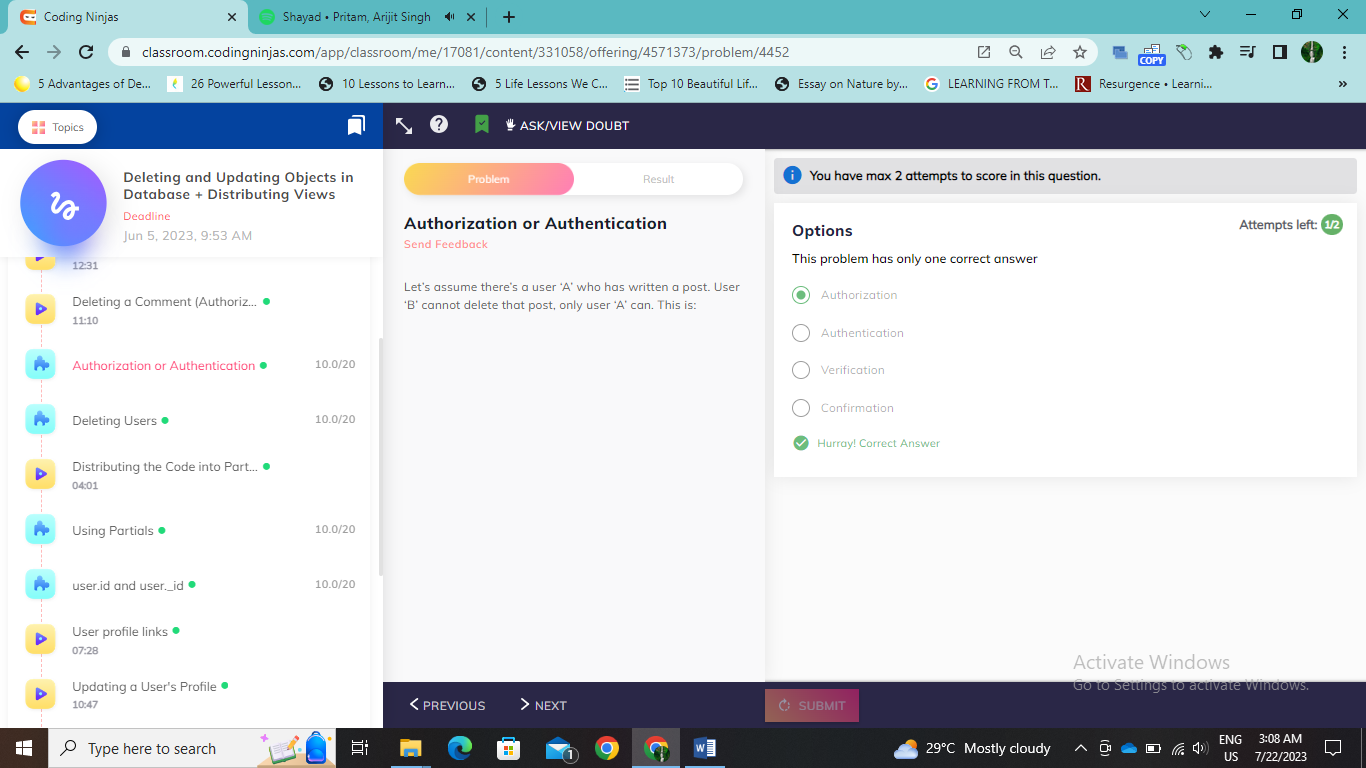 Coding Ninjas
Shayad • Pritam, Arijit Singh
classroom.codingninjas.com/app/classroom/me/17081/content/331058/offering/4571373/problem/4452
COPY
5 Advantages of De...
26 Powerful Lesson...
10 Lessons to Learn...
5 Life Lessons We C...
Top 10 Beautiful Lif...
Essay on Nature by...
LEARNING FROM T...
R
Resurgence • Learni...
»
Topics
ASK/VIEW DOUBT
Deleting and Updating Objects in
Database + Distributing Views
Deadline
Jun 5, 2023, 9:53 AM
12:31
Deleting a Comment (Authoriz...
11:10
Authorization or Authentication
10.0/20
Deleting Users
10.0/20
Distributing the Code into Part...
04:01
Using Partials
10.0/20
user.id and user._id
10.0/20
User profile links
07:28
Updating a User's Profile
10:47
Problem
Result
Authorization or Authentication
Send Feedback
Let's assume there's a user ‘A’ who has written a post. User
‘B’ cannot delete that post, only user ‘A’ can. This is:
You have max 2 attempts to score in this question.
Options
Attempts left: 1/2
This problem has only one correct answer
Authorization
Authentication
Verification
Confirmation
Hurray! Correct Answer
Activate Windows
Go to Settings to activate Windows.
PREVIOUS
NEXT
SUBMIT
Type here to search
1
29°C Mostly cloudy
ENG
US
3:08 AM
7/22/2023